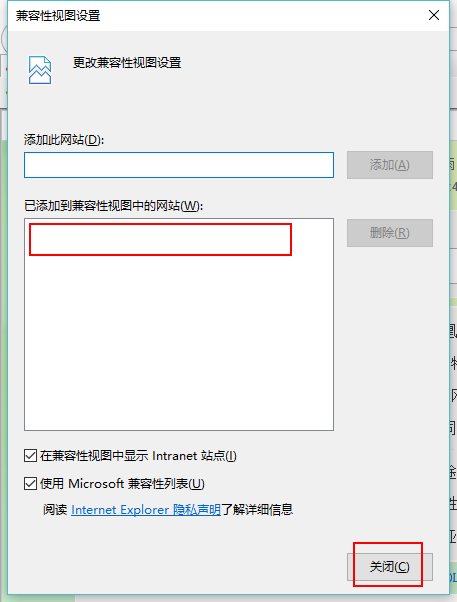 兼容性视图设置
更改兼容性视图设置
添加此网站(D):
添加(A)
已添加到兼容性视图中的网站(W):
删除(R)
在兼容性视图中显示 Intranet 站点(I)
使用 Microsoft 兼容性列表(U)
阅读 Internet Explorer 隐私声明了解详细信息
关闭(C)